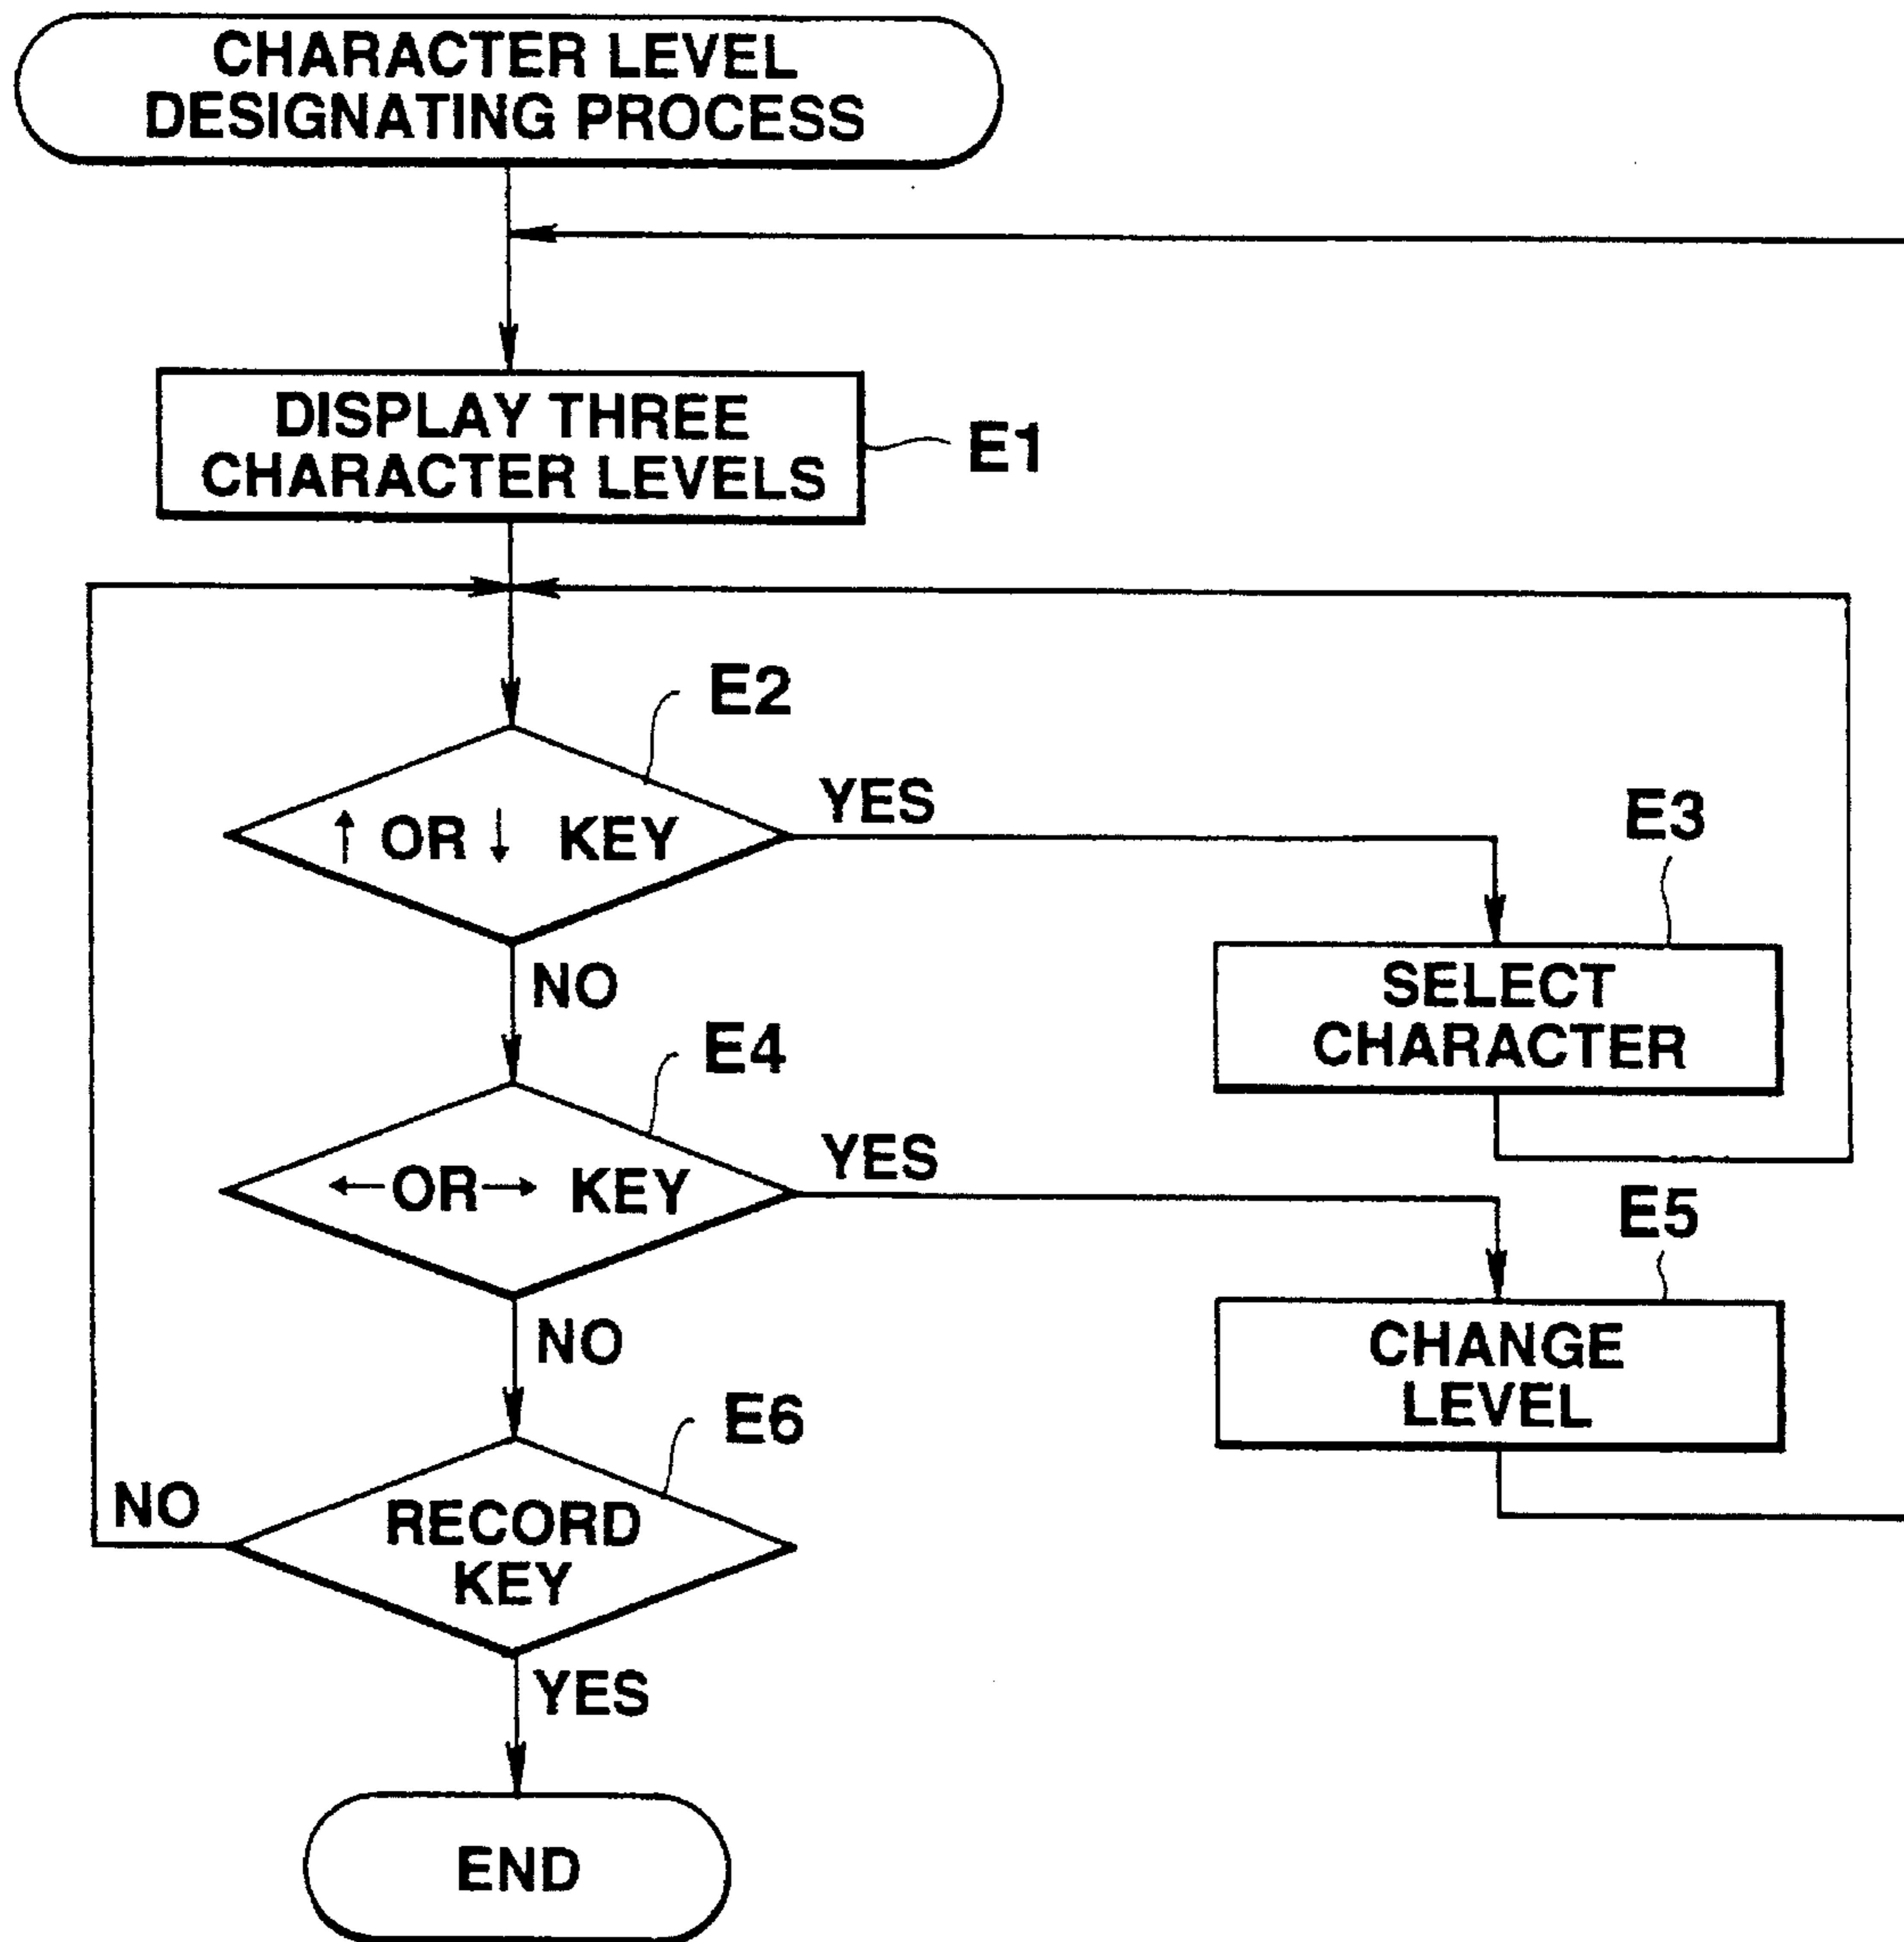 CHARACTER LEVEL
DESIGNATING PROCESS
DISPLAY THREE
CHARACTER LEVELS
E1
E2
↑ OR ↓ KEY
YES
NO
E3
SELECT
CHARACTER
E4
←OR→ KEY
YES
NO
E5
CHANGE
LEVEL
E6
RECORD
KEY
NO
YES
END